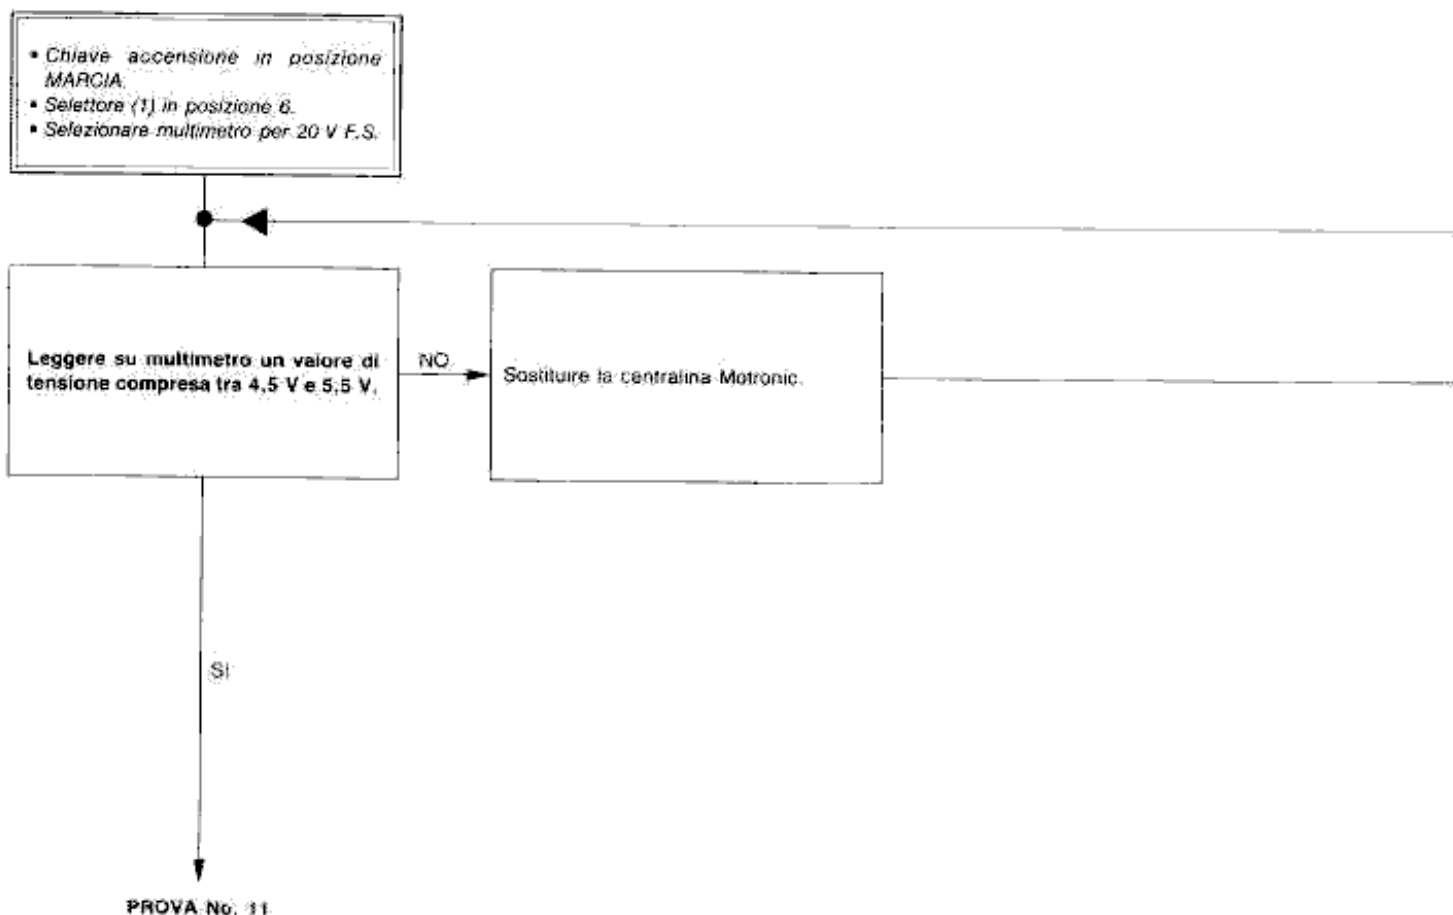 • Chiave accensione in posizione
MARCIA.
• Selettore (1) in posizione 6.
• Selezionare multimetro per 20 V F.S.
Leggere su multimetro un valore di
tensione compresa tra 4,5 V e 5,5 V.
NO
Sostituire la centralina Motronic.
SI
PROVA No. 11